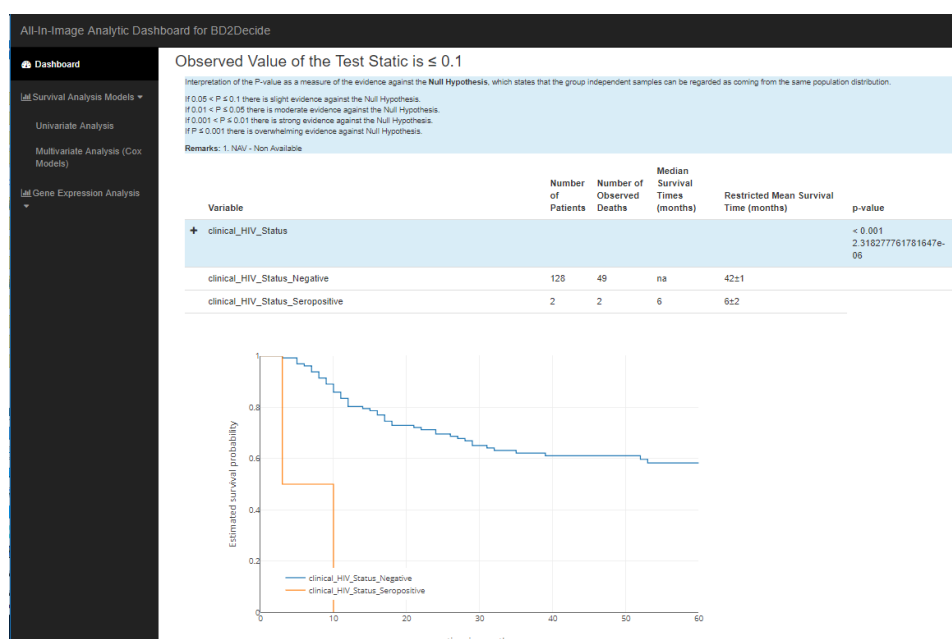 All-In-Image Analytic Dashboard for BD2Decide
Dashboard
Survival Analysis Models
Univariate Analysis
Multivariate Analysis (Cox
Models)
Gene Expression Analysis
Observed Value of the Test Static is ≤ 0.1
Interpretation of the P-value as a measure of the evidence against the Null Hypothesis, which states that the group independent samples can be regarded as coming from the same population distribution.
If 0.05 < P ≤ 0.1 there is slight evidence against the Null Hypothesis.
If 0.01 < P ≤ 0.05 there is moderate evidence against the Null Hypothesis.
If 0.001 < P ≤ 0.01 there is strong evidence against the Null Hypothesis.
If P ≤ 0.001 there is overwhelming evidence against Null Hypothesis.
Remarks: 1. NAV - Non Available
Variable
Number
of
Patients
Number of
Observed
Deaths
Median
Survival
Times
(months)
Restricted Mean Survival
Time (months)
p-value
+ clinical_HIV_Status
< 0.001
2.318277761781647e-
06
clinical_HIV_Status_Negative 128 49 na 42±1
clinical_HIV_Status_Seropositive 2 2 6 6±2
Estimated survival probability
1
0.8
0.6
0.4
0.2
0
clinical_HIV_Status_Negative
clinical_HIV_Status_Seropositive
0 10 20 30 40 50 60